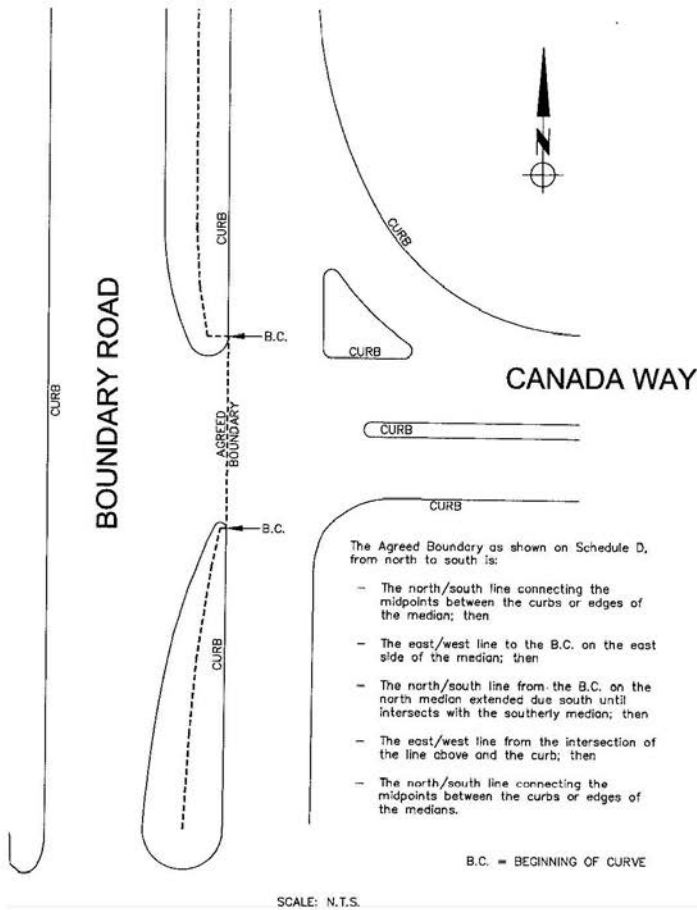 CURB
CURB
B.C.
CURB
CURB
BOUNDARY ROAD
CANADA WAY
CURB
AGREED
BOUNDARY
CURB
B.C.
CURB
CURB
The Agreed Boundary as shown on Schedule D,
from north to south is:
– The north/south line connecting the
midpoints between the curbs or edges of
the median; then
– The east/west line to the B.C. on the east
side of the median; then
– The north/south line from the B.C. on the
north median extended due south until
intersects with the southerly median; then
– The east/west line from the intersection of
the line above and the curb; then
– The north/south line connecting the
midpoints between the curbs or edges of
the medians.
B.C. = BEGINNING OF CURVE
SCALE: N.T.S.
N